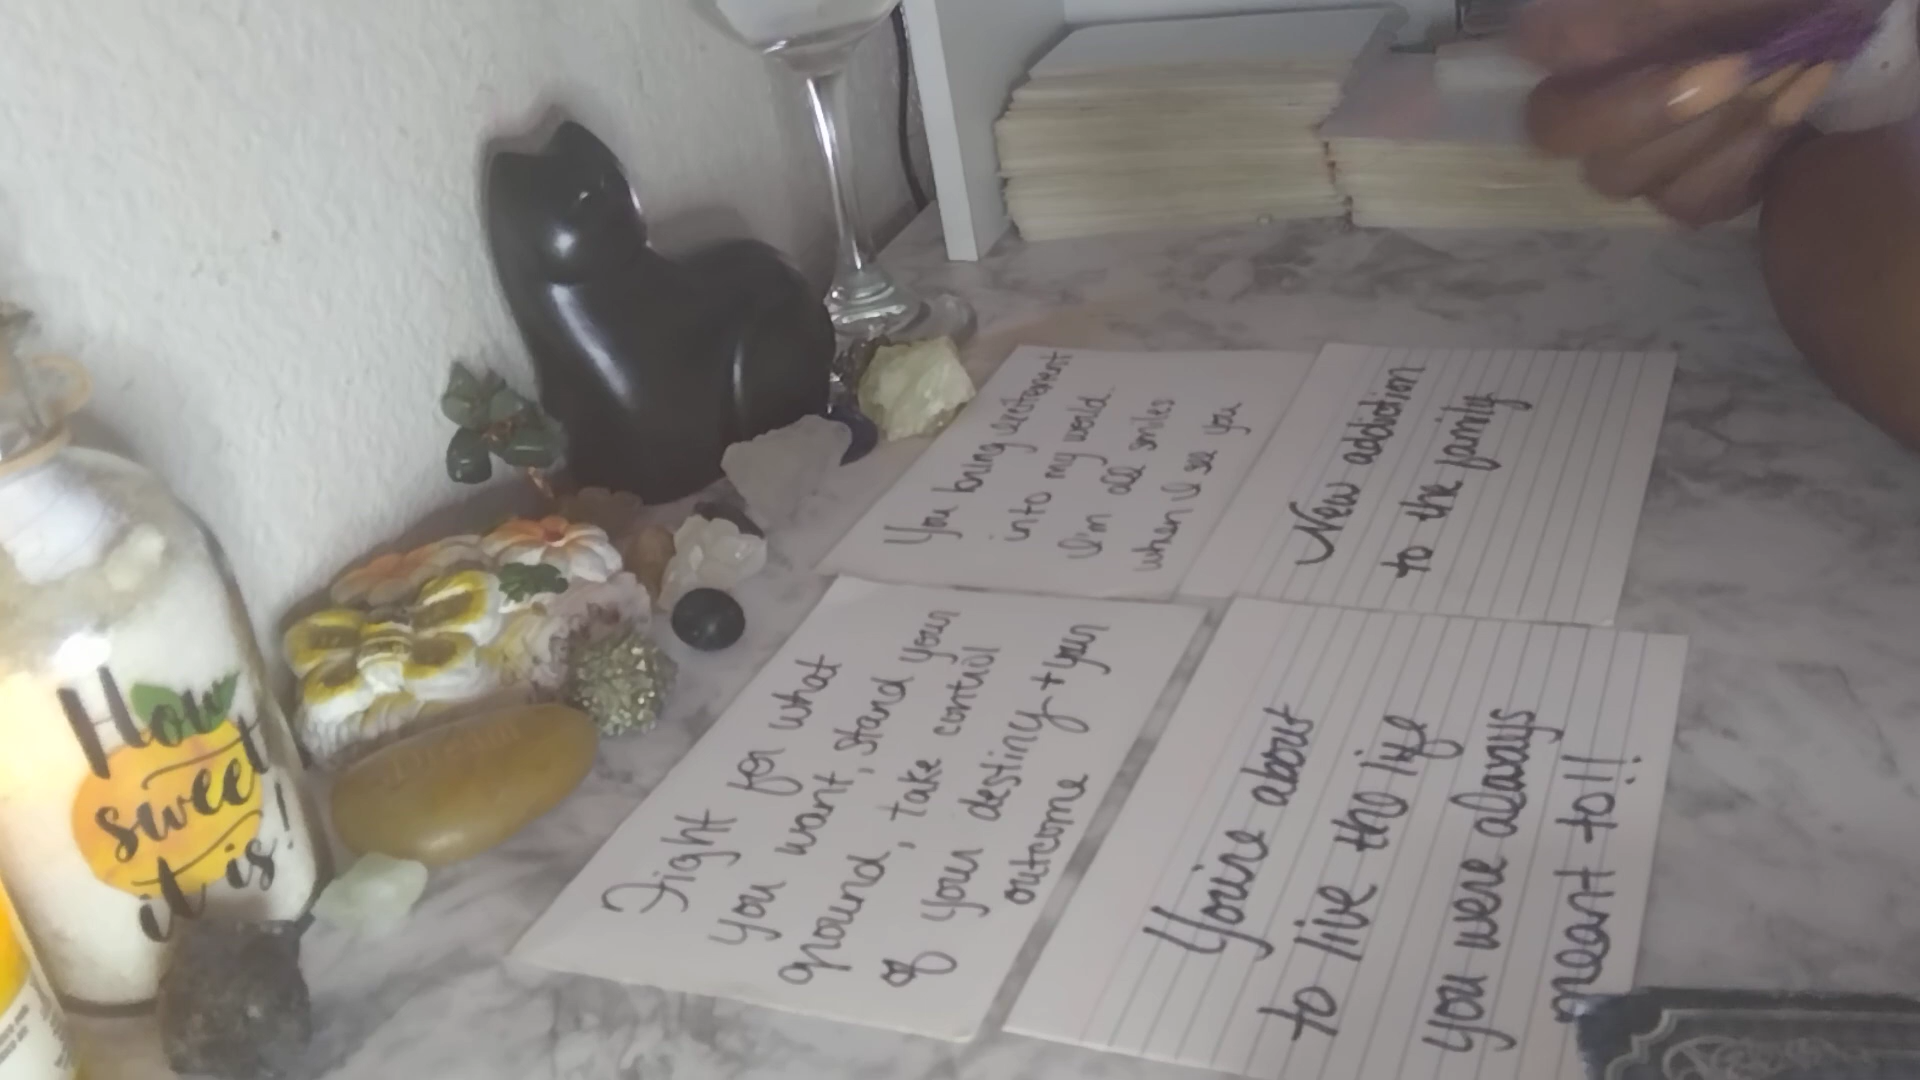 You bring excitement
into my world.
I'm all smiles
when I see you
New addiction
to the family
Fight for what
you want, stand your
ground, take control
of your destiny + your
outcome
You're about
to live the life
you were always
meant to!!
How
sweet
it is!